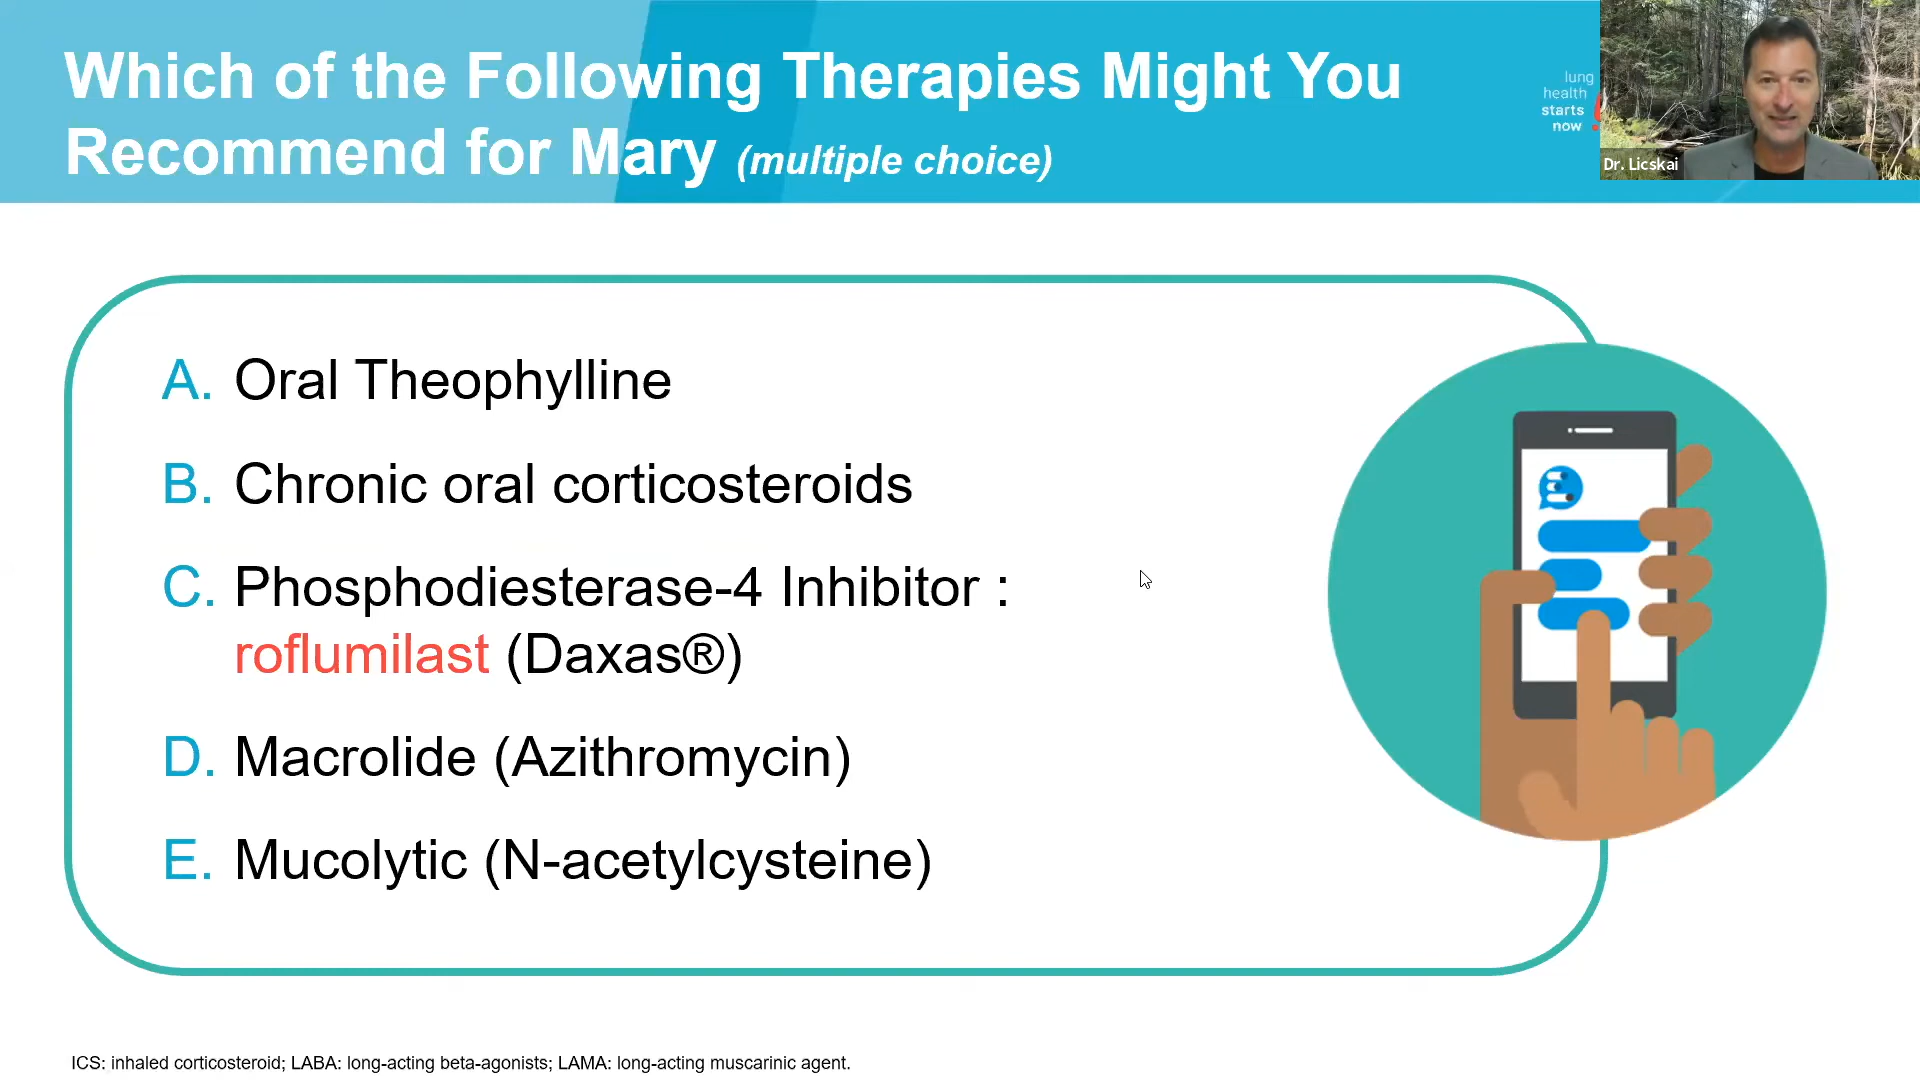 Which of the Following Therapies Might You
Recommend for Mary (multiple choice)
lung
health
starts
now
Dr. Licskai
A. Oral Theophylline
B. Chronic oral corticosteroids
C. Phosphodiesterase-4 Inhibitor :
roflumilast (Daxas®)
D. Macrolide (Azithromycin)
E. Mucolytic (N-acetylcysteine)
ICS: inhaled corticosteroid; LABA: long-acting beta-agonists; LAMA: long-acting muscarinic agent.